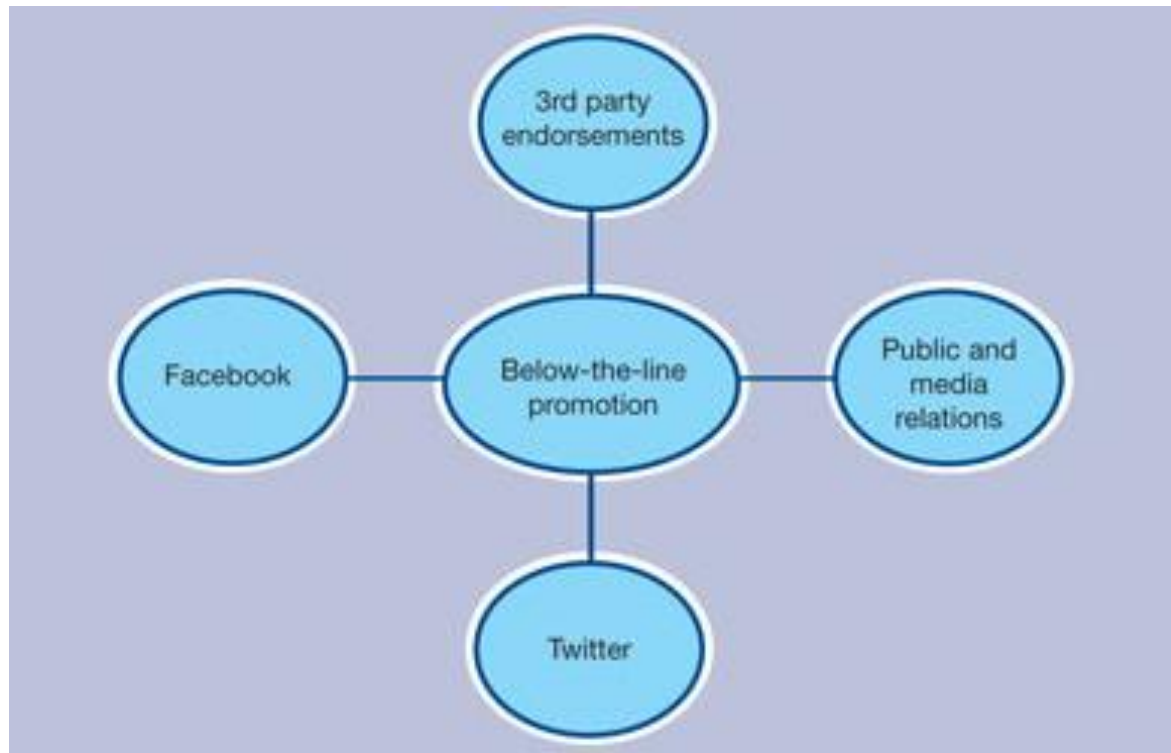 3rd party
endorsements
Facebook
Below-the-line
promotion
Public and
media
relations
Twitter